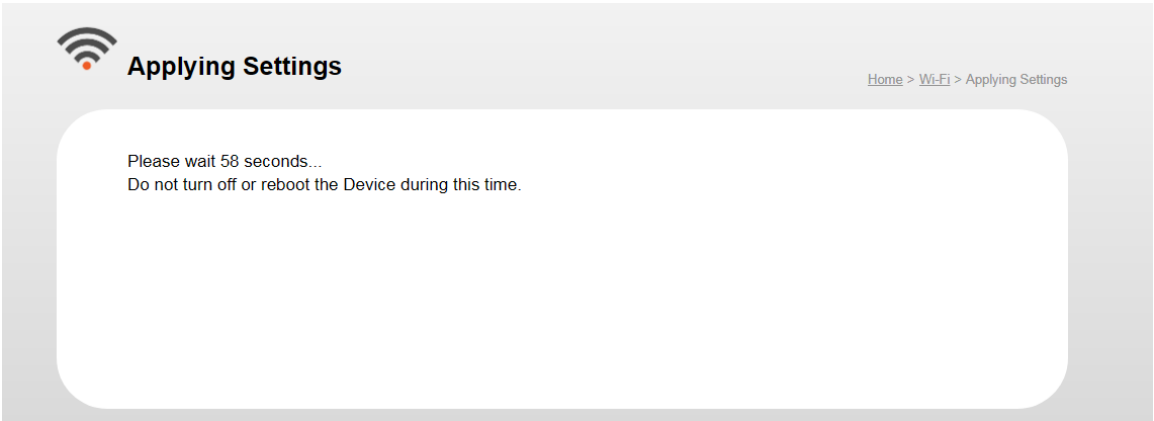 Applying Settings
Home > Wi-Fi > Applying Settings
Please wait 58 seconds...
Do not turn off or reboot the Device during this time.